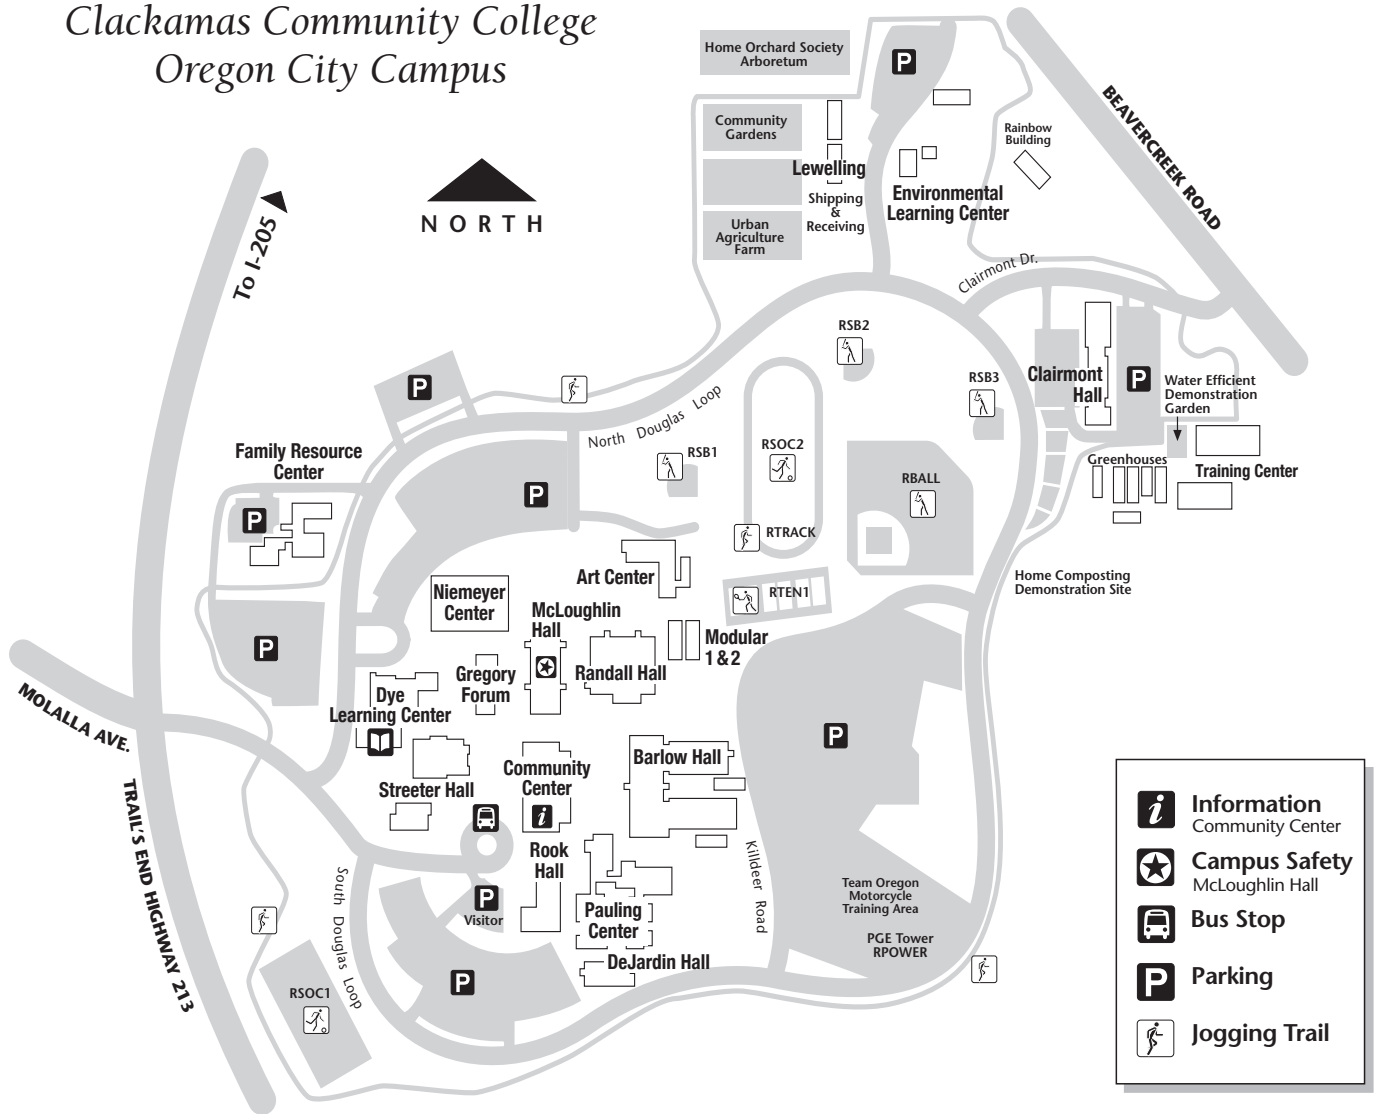 Clackamas Community College
Oregon City Campus
Home Orchard Society
Arboretum
P
BEAVERCREEK ROAD
Community
Gardens
Rainbow
Building
Lewelling
Shipping
&
Receiving
Environmental
Learning Center
Urban
Agriculture
Farm
NORTH
To I-205
Clairmont Dr.
RSB2
RSB3
Clairmont
Hall
P
Water Efficient
Demonstration
Garden
P
North Douglas Loop
RSOC2
RSB1
Family Resource
Center
P
P
RBALL
Greenhouses
Training Center
RTRACK
Art Center
Home Composting
Demonstration Site
RTEN1
Niemeyer
Center
McLoughlin
Hall
Modular
1 & 2
P
Gregory
Forum
Randall Hall
MOLALLA AVE.
Dye
Learning Center
P
Barlow Hall
Community
Center
i
Streeter Hall
TRAIL'S END HIGHWAY 213
Rook
Hall
Killdeer Road
South Douglas Loop
P
Visitor
Pauling
Center
Team Oregon
Motorcycle
Training Area
PGE Tower
RPOWER
DeJardin Hall
P
RSOC1
i
Information
Community Center
Campus Safety
McLoughlin Hall
Bus Stop
P
Parking
Jogging Trail